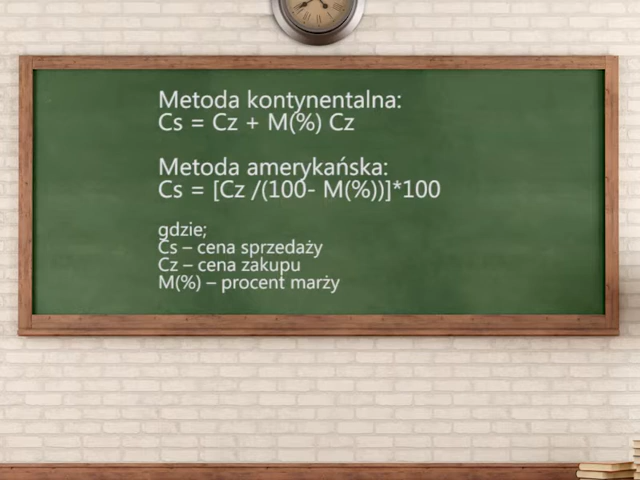 Metoda kontynentalna:
Cs = Cz + M(%) Cz
Metoda amerykańska:
Cs = [Cz /(100- M(%))]*100
gdzie;
Cs – cena sprzedaży
Cz – cena zakupu
M(%) – procent marży